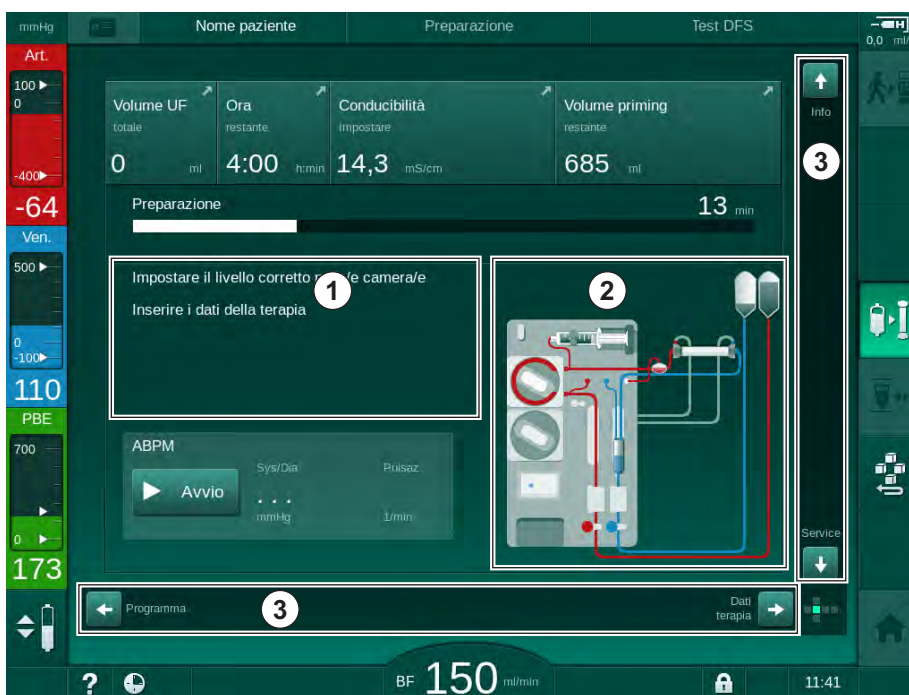 mmHg
Nome paziente
Preparazione
Test DFS
0,0 ml/
Art.
100
0
-400
-64
Ven.
500
0
-100
110
PBE
700
0
173
Volume UF
totale
0 ml
Ora
restante
4:00 h:min
Conducibilità
Impostare
14,3 mS/cm
Volume priming
restante
685 ml
Preparazione
13 min
Impostare il livello corretto /e camera/e
Inserire i dati della terapia
1
2
3
ABPM
Avvio
Sys/Dia
. . .
mmHg
Pulsaz.
1/min
Info
Service
Programma
3
Dati
terapia
?
BF 150 ml/min
11:41